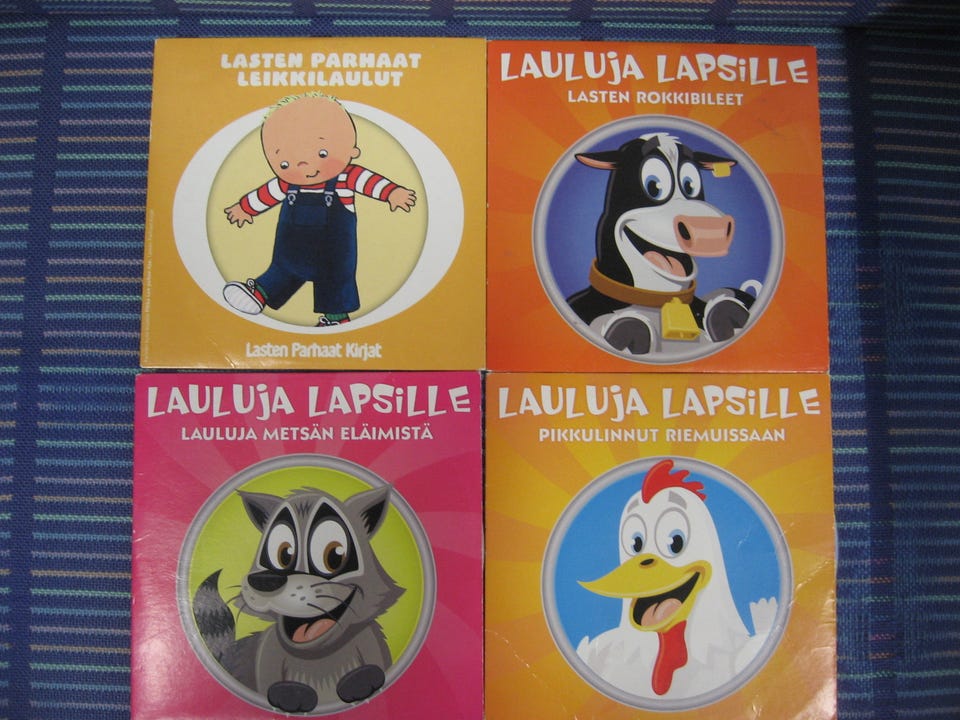 LASTEN PARHAAT
LEIKKILAULUT
Lasten Parhaat Kirjat
LAULUJA LAPSiLLE
LASTEN ROKKIBILEET
LAULUJA LAPSiLLE
LAULUJA METSÄN ELÄIMISTÄ
LAULUJA LAPSiLLE
PIKKULINNUT RIEMUISSAAN